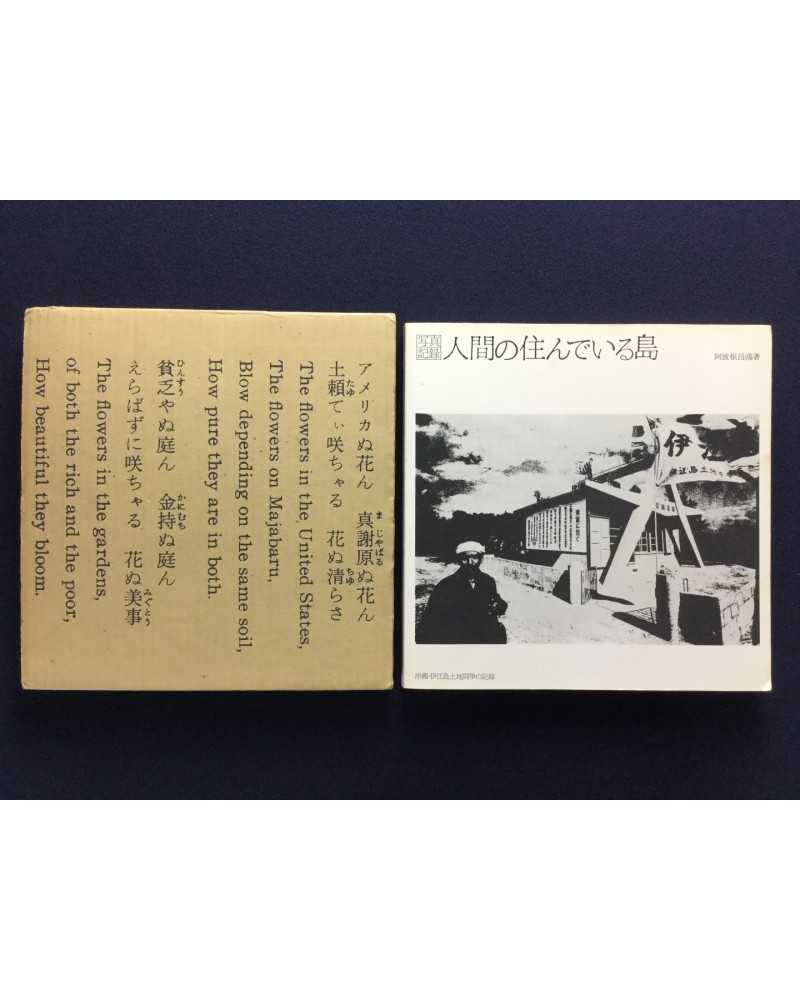 アメリカぬ花ん 真謝原ぬ花ん
土頼てぃ咲ちゃる 花ぬ清らさ
The flowers in the United States,
The flowers on Majabaru.
Blow depending on the same soil,
How pure they are in both.
貧乏やぬ庭ん 金持ぬ庭ん
えらばずに咲ちゃる 花ぬ美事
The flowers in the gardens,
of both the rich and the poor,
How beautiful they bloom.
写真記録 人間の住んでいる島
阿波根昌鴻著
伊江
沖縄・伊江島土地闘争の記録